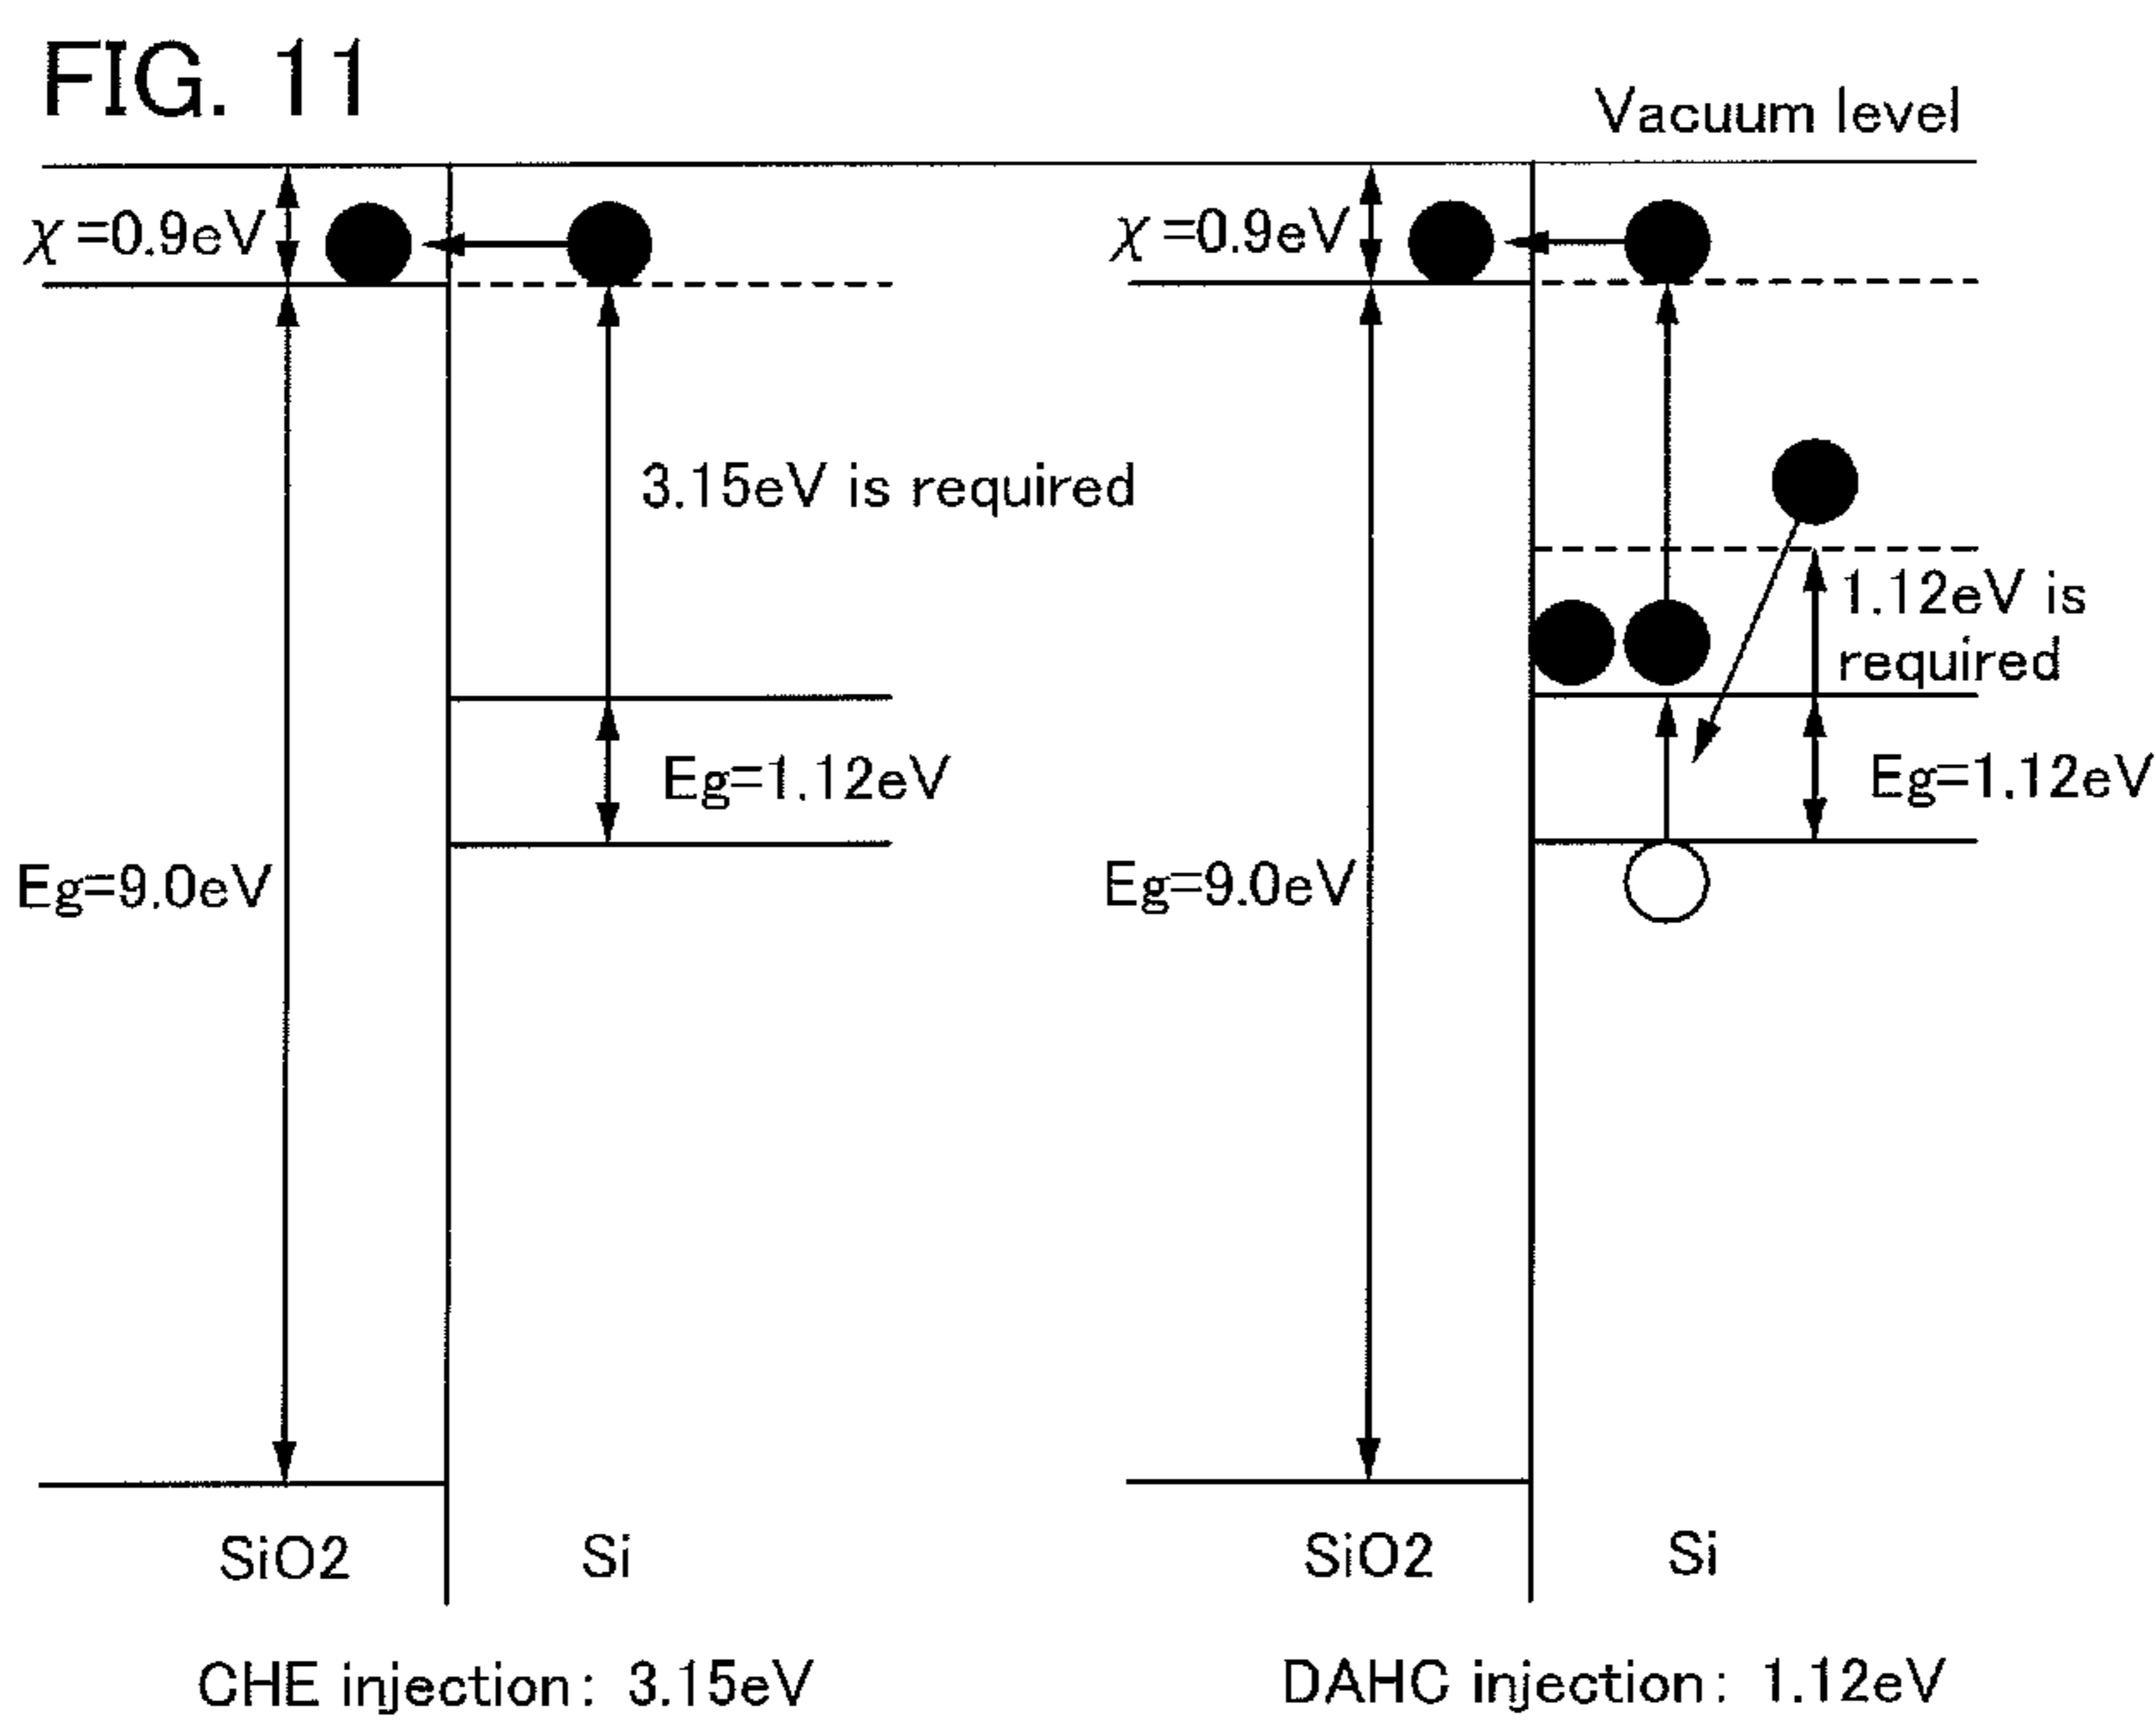 FIG. 11
Vacuum level
χ=0.9eV
χ=0.9eV
3.15eV is required
1.12eV is
required
Eg=1.12eV
Eg=1.12eV
Eg=9.0eV
Eg=9.0eV
SiO2
Si
SiO2
Si
CHE injection: 3.15eV
DAHC injection: 1.12eV